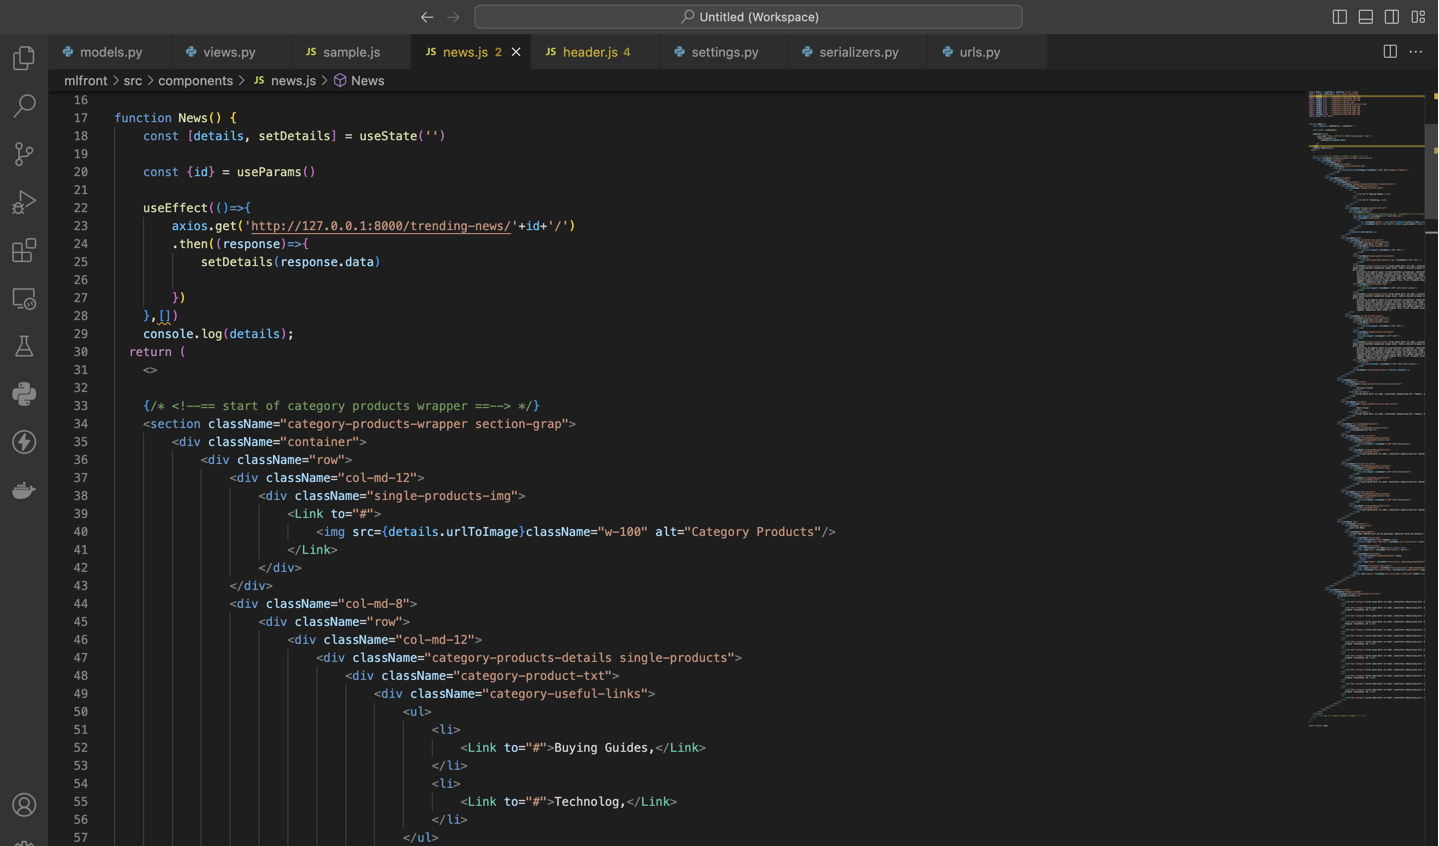 Untitled (Workspace)
models.py
views.py
JS sample.js
JS news.js 2
JS header.js 4
settings.py
serializers.py
urls.py
mlfront > src > components > JS news.js > News
16
17 function News() {
18 const [details, setDetails] = useState('')
19
20 const {id} = useParams()
21
22 useEffect(()=>{
23 axios.get('http://127.0.0.1:8000/trending-news/'+id+'/')
24 .then((response)=>{
25 setDetails(response.data)
26
27 })
28 },[])
29 console.log(details);
30 return (
31 <>
32
33 {/* <!--== start of category products wrapper ==--> */}
34 <section className="category-products-wrapper section-grap">
35 <div className="container">
36 <div className="row">
37 <div className="col-md-12">
38 <div className="single-products-img">
39 <Link to="#">
40 <img src={details.urlToImage}className="w-100" alt="Category Products"/>
41 </Link>
42 </div>
43 </div>
44 <div className="col-md-8">
45 <div className="row">
46 <div className="col-md-12">
47 <div className="category-products-details single-products">
48 <div className="category-product-txt">
49 <div className="category-useful-links">
50 <ul>
51 <li>
52 <Link to="#">Buying Guides,</Link>
53 </li>
54 <li>
55 <Link to="#">Technolog,</Link>
56 </li>
57 </ul>